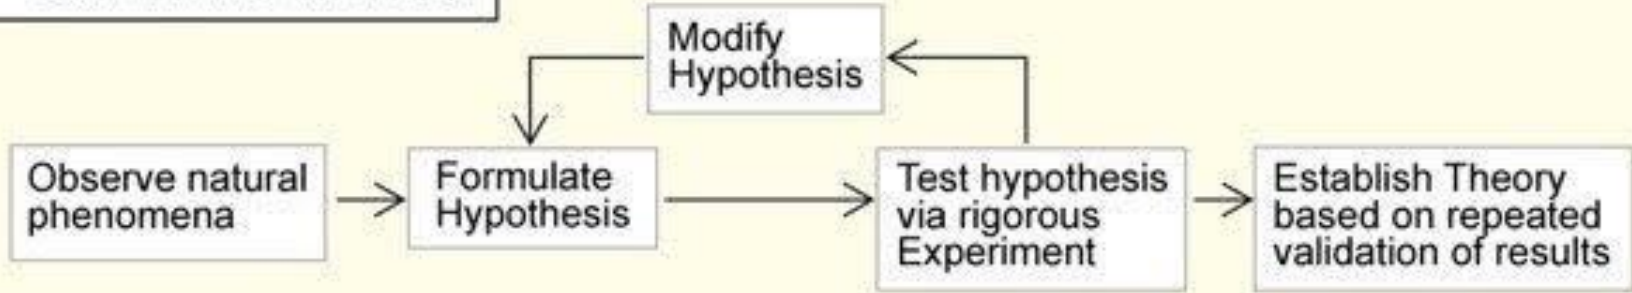 Modify
Hypothesis
Observe natural
phenomena
Formulate
Hypothesis
Test hypothesis
via rigorous
Experiment
Establish Theory
based on repeated
validation of results